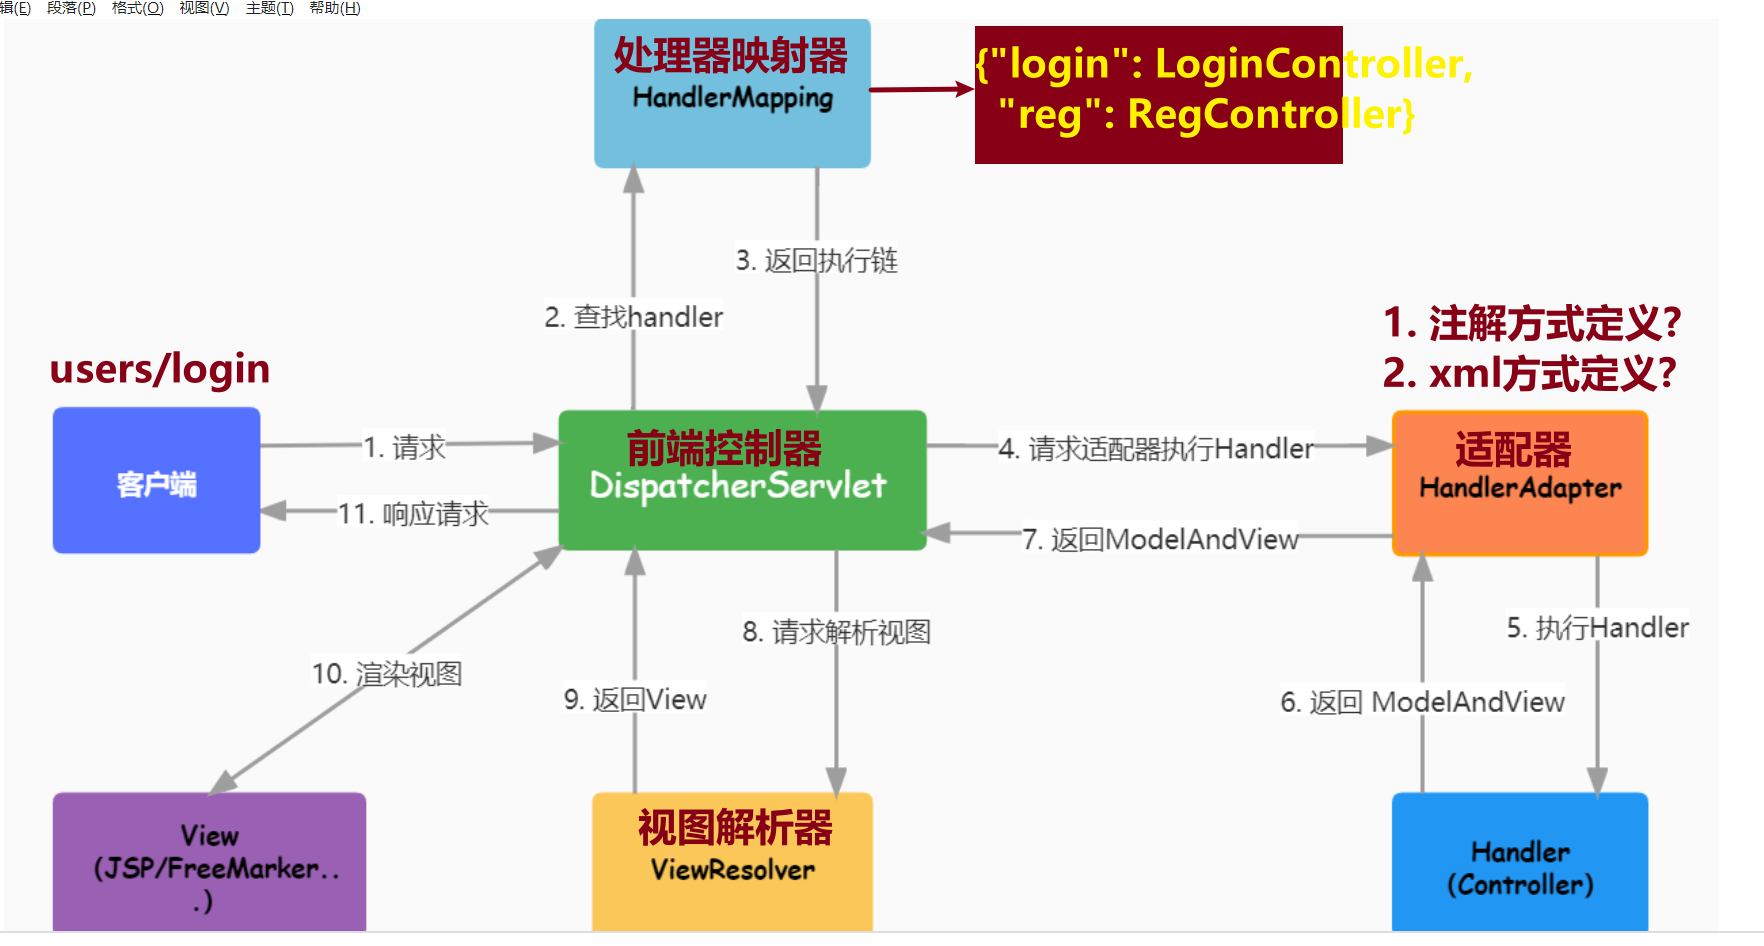 辑(E) 段落(P) 格式(O) 视图(V) 主题(T) 帮助(H)
处理器映射器
HandlerMapping
{"login": LoginController,
"reg": RegController}
3. 返回执行链
2. 查找handler
1. 注解方式定义?
2. xml方式定义?
users/login
客户端
1. 请求
11. 响应请求
前端控制器
DispatcherServlet
4. 请求适配器执行Handler
适配器
HandlerAdapter
7. 返回ModelAndView
8. 请求解析视图
5. 执行Handler
10. 渲染视图
9. 返回View
6. 返回 ModelAndView
View
(JSP/FreeMarker..
.)
视图解析器
ViewResolver
Handler
(Controller)